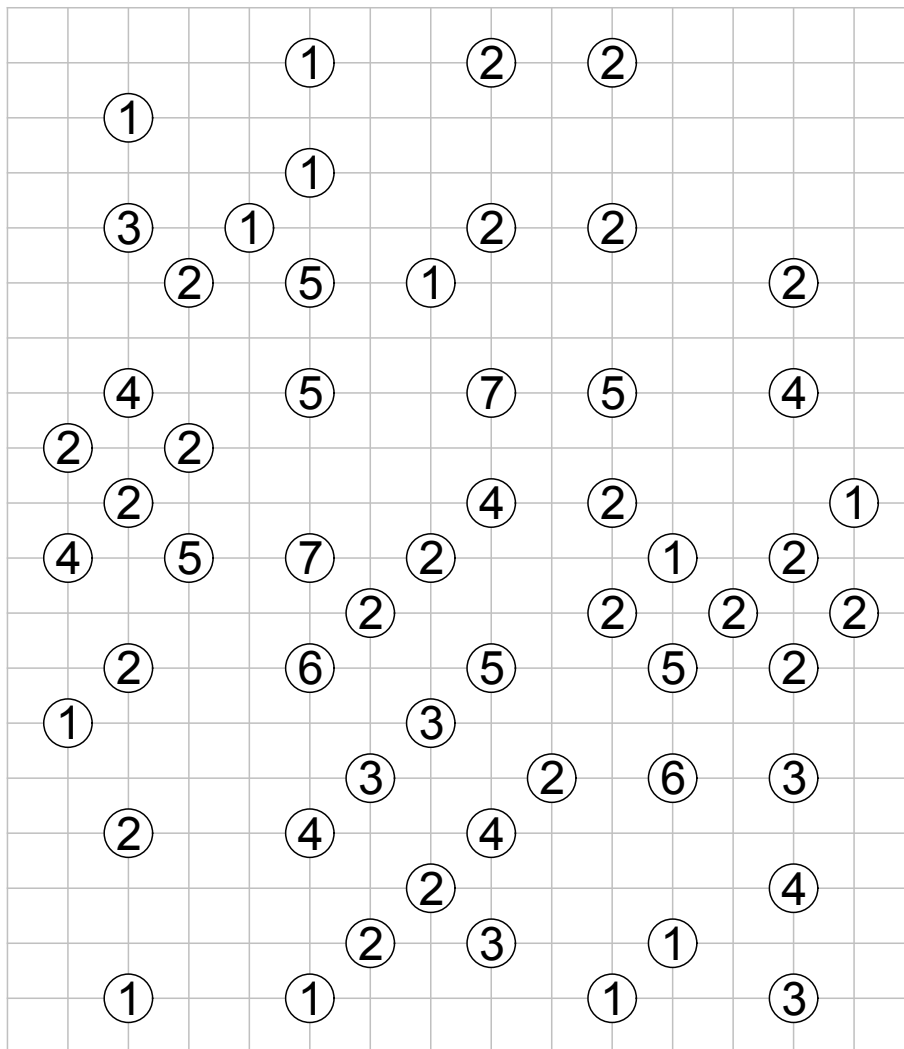 1 2 2
1
1
3 1 2 2
2 5 1 2
4 5 7 5 4
2 2
2 4 2 1
4 5 7 2 1 2
2 2 2 2
2 6 5 5 2
1 3
3 2 6 3
2 4 4
2 4
2 3 1
1 1 1 3